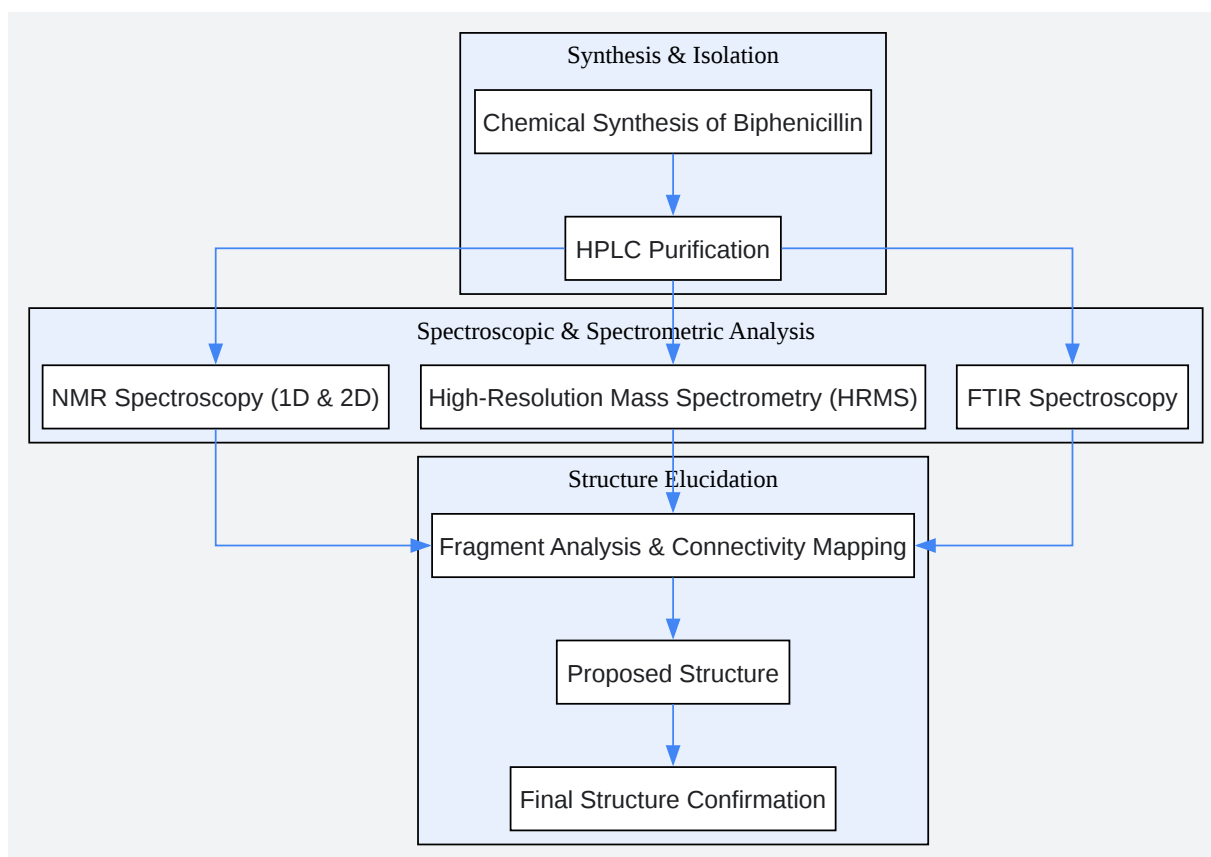 Synthesis & Isolation
Chemical Synthesis of Biphenicillin
HPLC Purification
Spectroscopic & Spectrometric Analysis
NMR Spectroscopy (1D & 2D)
High-Resolution Mass Spectrometry (HRMS)
FTIR Spectroscopy
Structure Elucidation
Fragment Analysis & Connectivity Mapping
Proposed Structure
Final Structure Confirmation